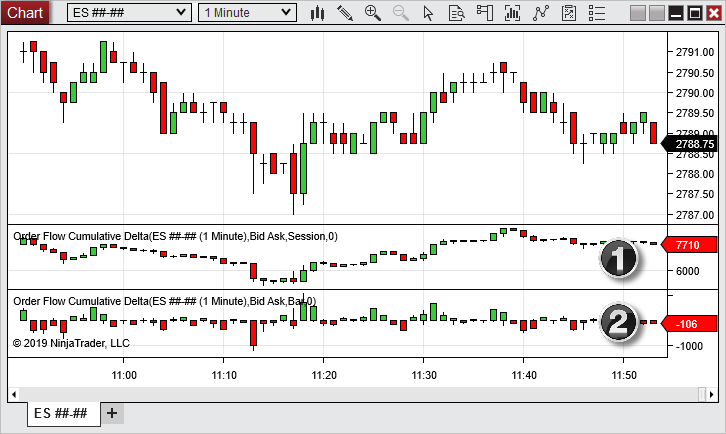 Chart ES ##-## 1 Minute
2791.00
2790.50
2790.00
2789.50
2789.00
2788.75
2788.50
2788.00
2787.50
2787.00
Order Flow Cumulative Delta(ES ##-## (1 Minute),Bid Ask,Session,0)
7710
1
6000
Order Flow Cumulative Delta(ES ##-## (1 Minute),Bid Ask,Bar,0)
2
-106
© 2019 NinjaTrader, LLC
-1000
11:00 11:10 11:20 11:30 11:40 11:50
ES ##-## +